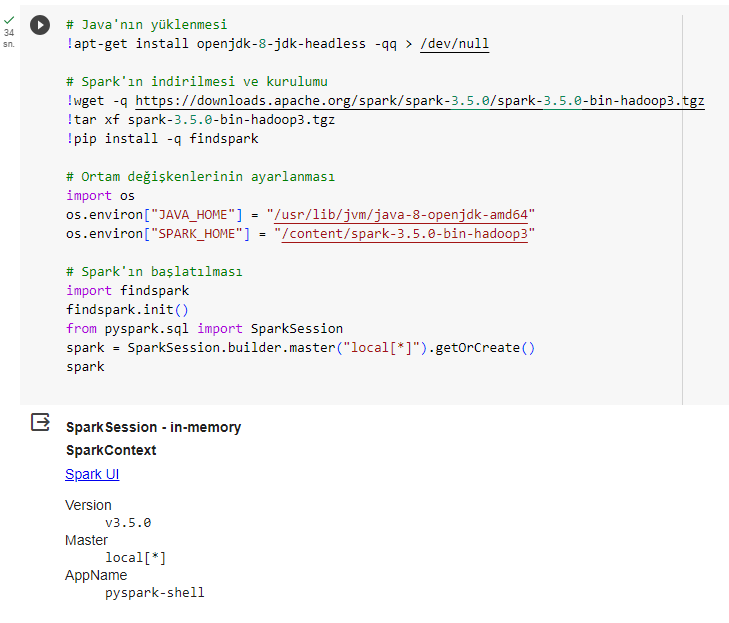 34
sn.
# Java'nın yüklenmesi
!apt-get install openjdk-8-jdk-headless -qq > /dev/null
# Spark'ın indirilmesi ve kurulumu
!wget -q https://downloads.apache.org/spark/spark-3.5.0/spark-3.5.0-bin-hadoop3.tgz
!tar xf spark-3.5.0-bin-hadoop3.tgz
!pip install -q findspark
# Ortam değişkenlerinin ayarlanması
import os
os.environ["JAVA_HOME"] = "/usr/lib/jvm/java-8-openjdk-amd64"
os.environ["SPARK_HOME"] = "/content/spark-3.5.0-bin-hadoop3"
# Spark'ın başlatılması
import findspark
findspark.init()
from pyspark.sql import SparkSession
spark = SparkSession.builder.master("local[*]").getOrCreate()
spark
SparkSession - in-memory
SparkContext
Spark UI
Version
v3.5.0
Master
local[*]
AppName
pyspark-shell